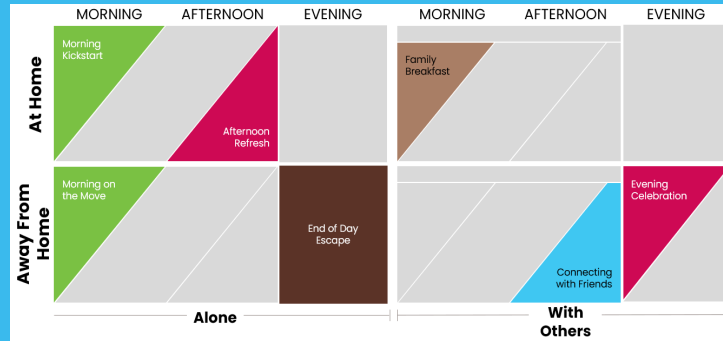 MORNING
AFTERNOON
EVENING
MORNING
AFTERNOON
EVENING
At Home
Morning
Kickstart
Afternoon
Refresh
Family
Breakfast
Away From
Home
Morning on
the Move
End of Day
Escape
Connecting
with Friends
Evening
Celebration
Alone
With
Others